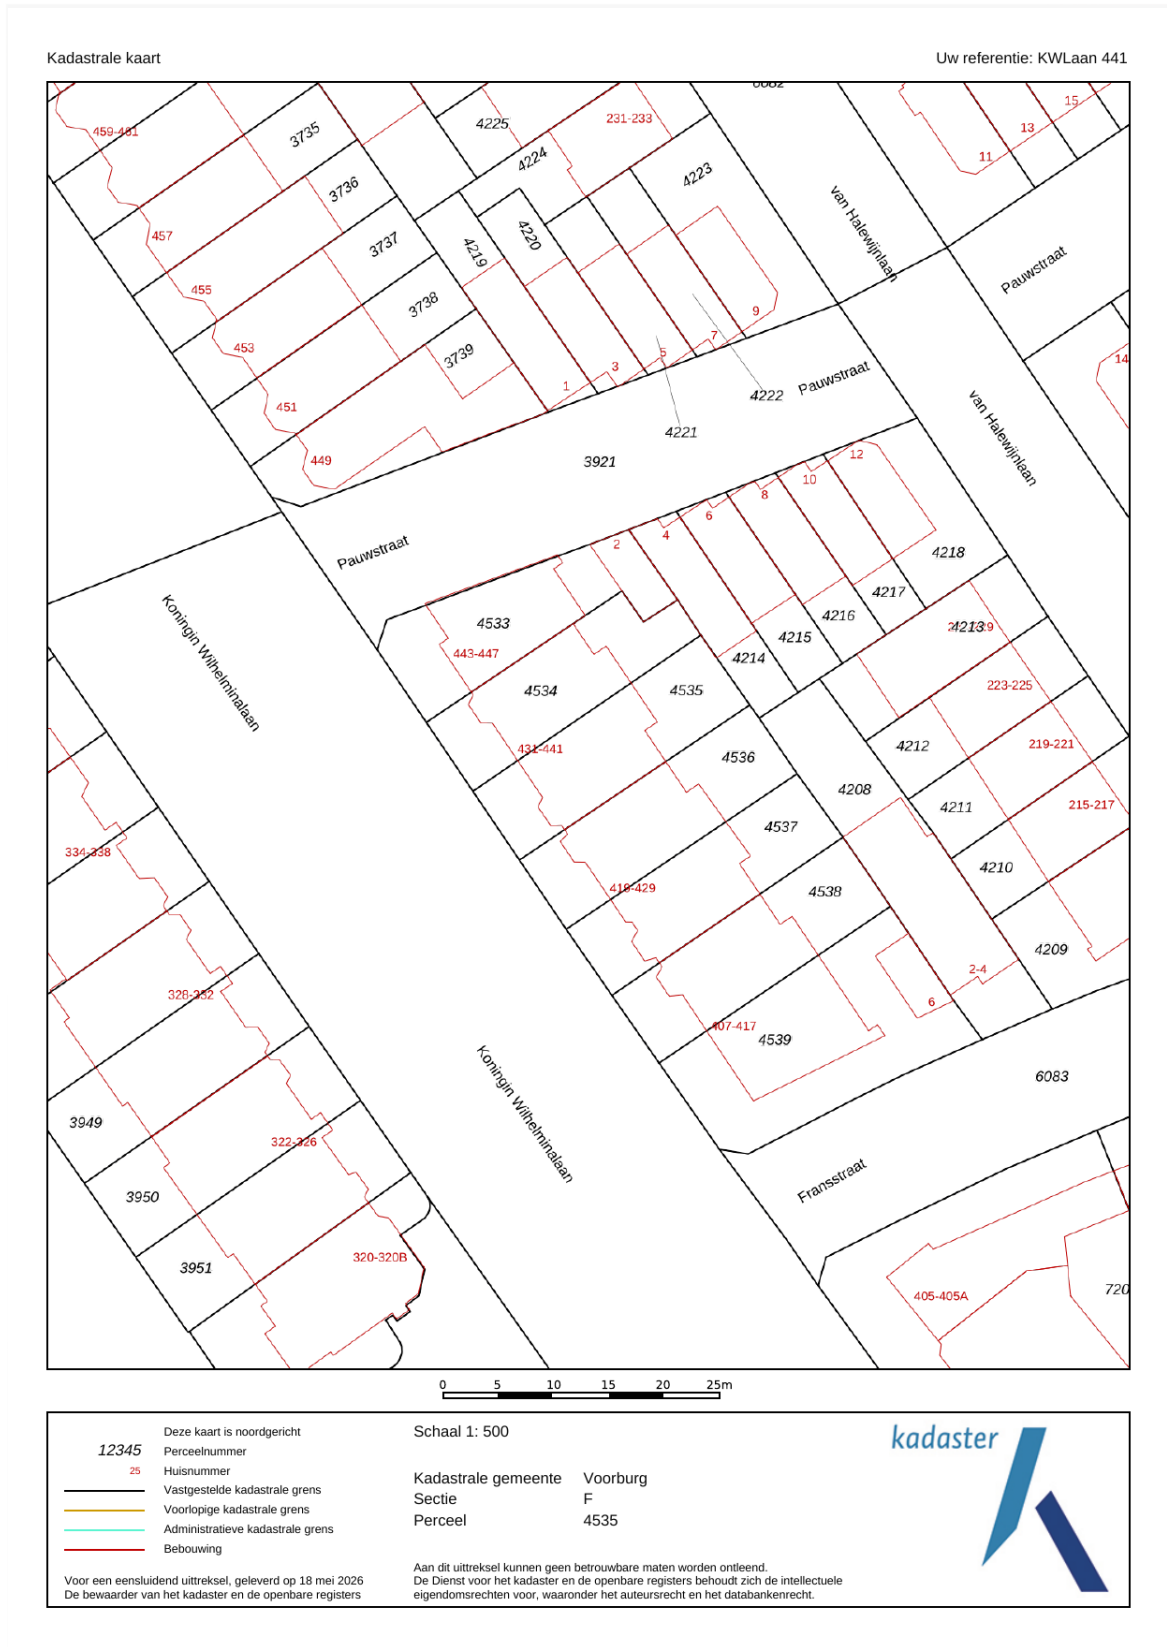 Kadastrale kaart
Uw referentie: KWLaan 441
459-461
3735
4225
231-233
15
13
11
4224
4223
3736
457
3737
4219
4220
van Halewijnlaan
Pauwstraat
455
3738
453
3739
9
7
5
3
1
14
451
449
4222
Pauwstraat
4221
3921
van Halewijnlaan
12
10
8
6
4
2
Pauwstraat
4218
4217
4216
4215
4214
4533
443-447
4213
Koningin Wilhelminalaan
4534
4535
223-225
431-441
4536
4212
219-221
4208
4211
215-217
4537
334-338
4210
419-429
4538
4209
2-4
6
328-332
407-417
4539
6083
3949
322-326
Koningin Wilhelminalaan
3950
Fransstraat
3951
320-320B
405-405A
720
0 5 10 15 20 25m
Deze kaart is noordgericht
12345 Perceelnummer
25 Huisnummer
Vastgestelde kadastrale grens
Voorlopige kadastrale grens
Administratieve kadastrale grens
Bebouwing
Voor een eensluidend uittreksel, geleverd op 18 mei 2026
De bewaarder van het kadaster en de openbare registers
Schaal 1: 500
Kadastrale gemeente Voorburg
Sectie F
Perceel 4535
Aan dit uittreksel kunnen geen betrouwbare maten worden ontleend.
De Dienst voor het kadaster en de openbare registers behoudt zich de intellectuele
eigendomsrechten voor, waaronder het auteursrecht en het databankenrecht.
kadaster